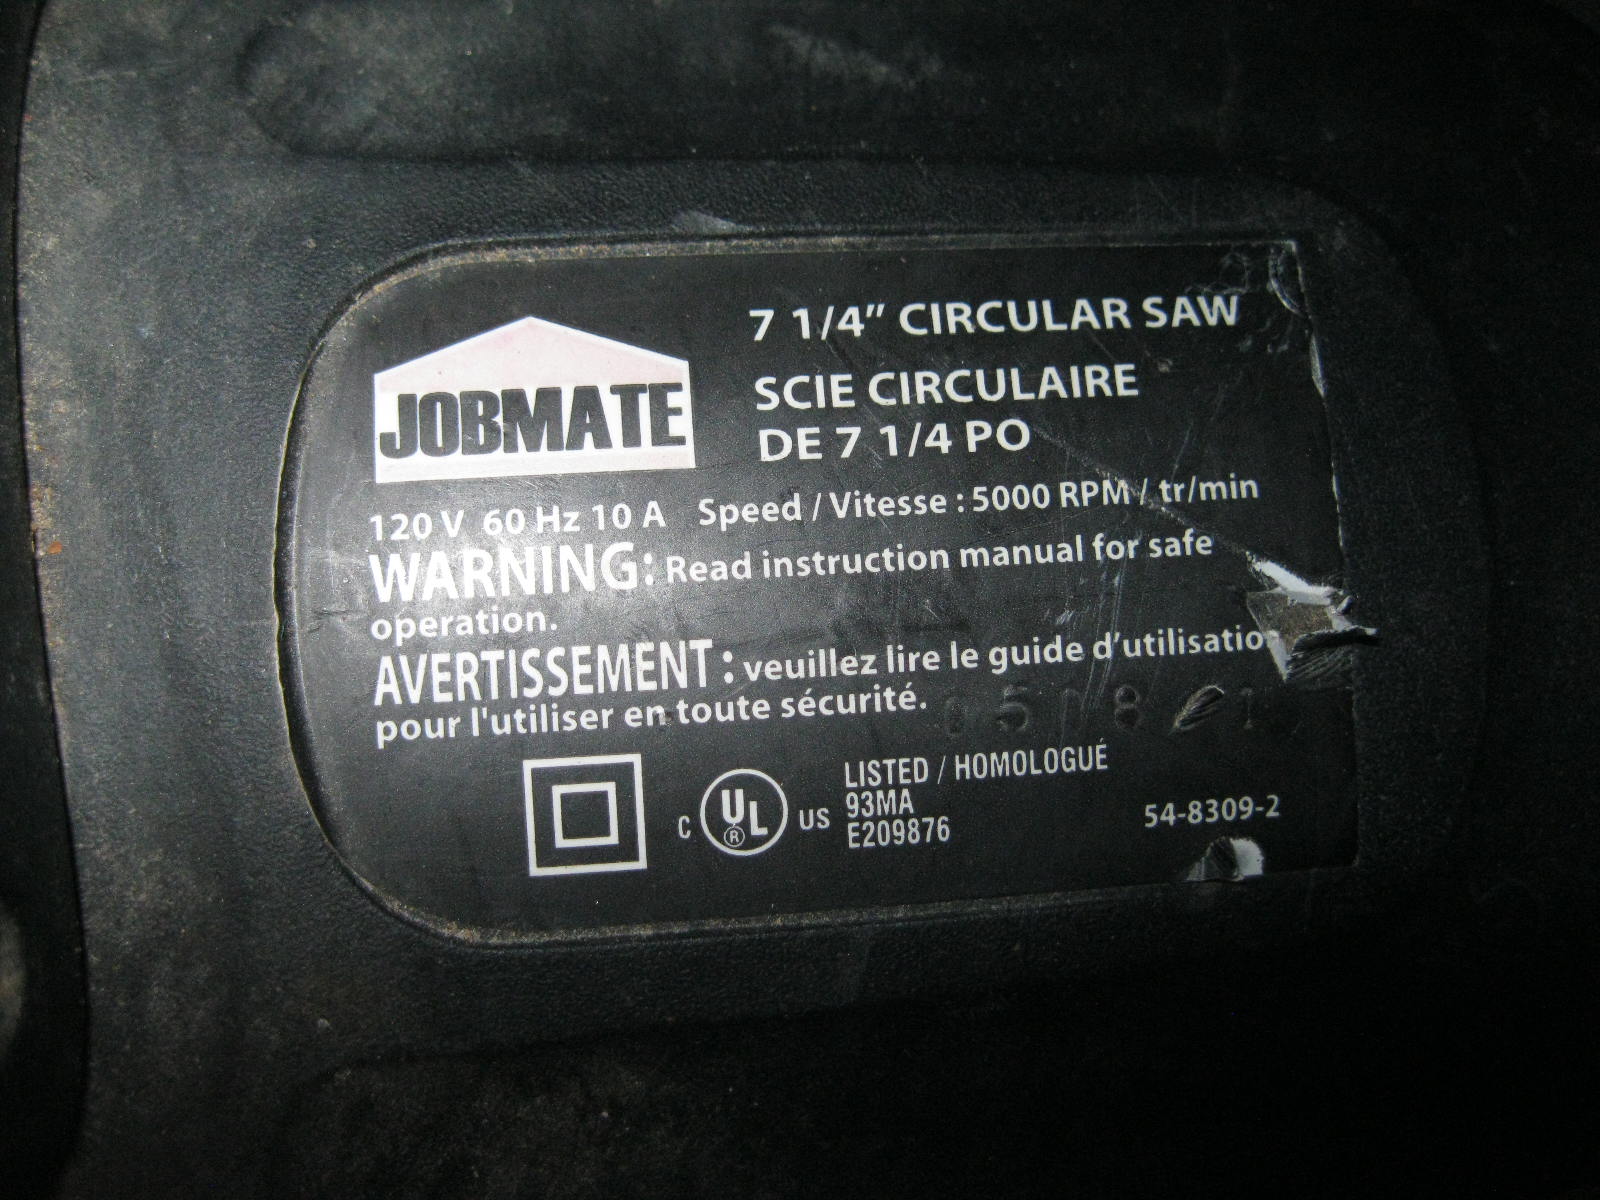 JOBMATE
7 1/4" CIRCULAR SAW
SCIE CIRCULAIRE
DE 7 1/4 PO
120 V 60 Hz 10 A Speed / Vitesse : 5000 RPM / tr/min
WARNING: Read instruction manual for safe
operation.
AVERTISSEMENT : veuillez lire le guide d'utilisation
pour l'utiliser en toute sécurité.
C UL ® US
LISTED / HOMOLOGUÉ
93MA
E209876
54-8309-2